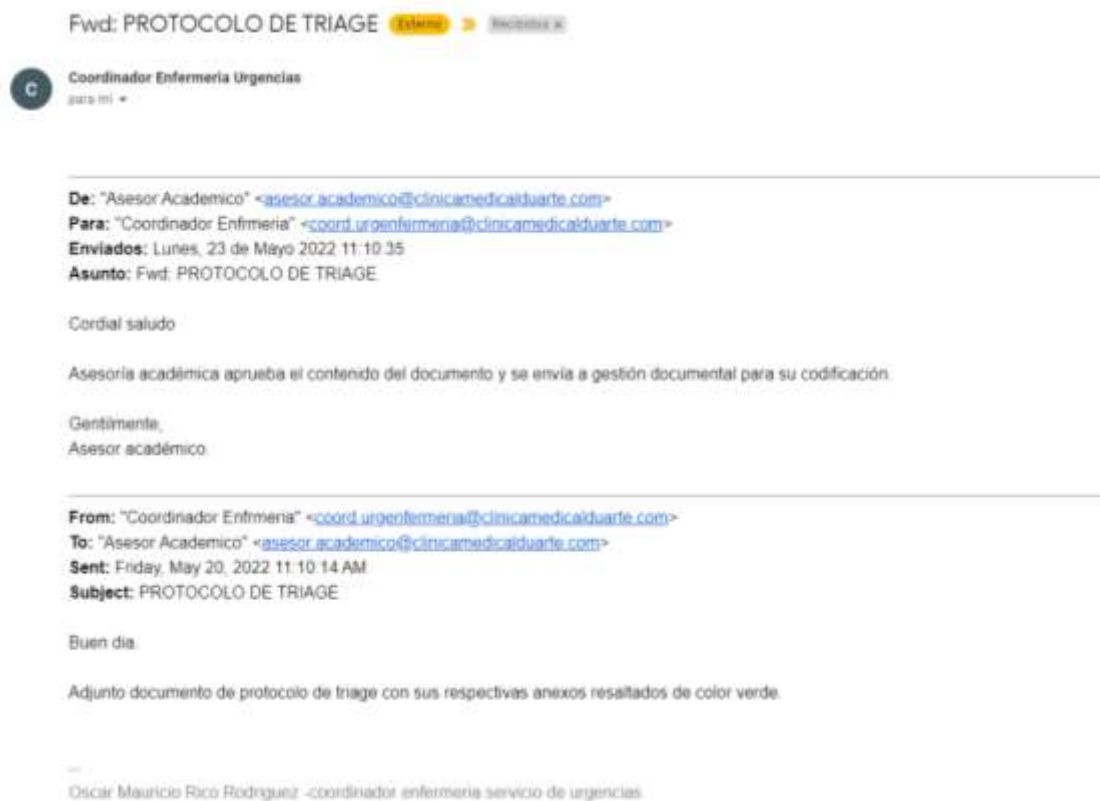 Fwd: PROTOCOLO DE TRIAGE Externo Recibidos x
C
Coordinador Enfermeria Urgencias
para mí
De: "Asesor Academico" <asesor.academico@clinicamedicalduarte.com>
Para: "Coordinador Enfrmeria" <coord.urgenfermeria@clinicamedicalduarte.com>
Enviados: Lunes, 23 de Mayo 2022 11:10:35
Asunto: Fwd: PROTOCOLO DE TRIAGE
Cordial saludo
Asesoría académica aprueba el contenido del documento y se envía a gestión documental para su codificación.
Gentilmente,
Asesor académico.
From: "Coordinador Enfrmeria" <coord.urgenfermeria@clinicamedicalduarte.com>
To: "Asesor Academico" <asesor.academico@clinicamedicalduarte.com>
Sent: Friday, May 20, 2022 11:10:14 AM
Subject: PROTOCOLO DE TRIAGE
Buen dia.
Adjunto documento de protocolo de triage con sus respectivas anexos resaltados de color verde.
--
Oscar Mauricio Rico Rodriguez -coordinador enfermeria servicio de urgencias